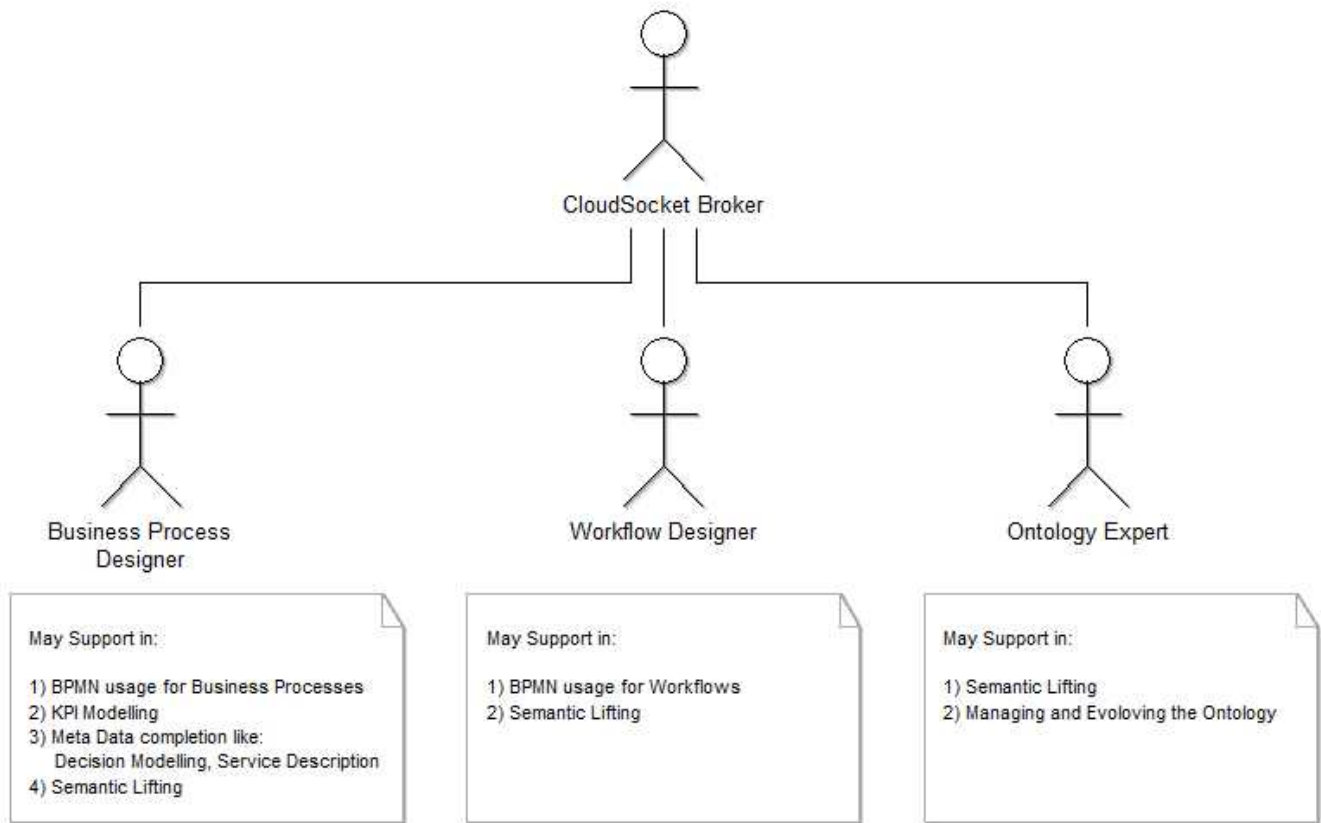 CloudSocket Broker
Business Process
Designer
Workflow Designer
Ontology Expert
May Support in:
1) BPMN usage for Business Processes
2) KPI Modelling
3) Meta Data completion like:
Decision Modelling, Service Description
4) Semantic Lifting
May Support in:
1) BPMN usage for Workflows
2) Semantic Lifting
May Support in:
1) Semantic Lifting
2) Managing and Evoloving the Ontology